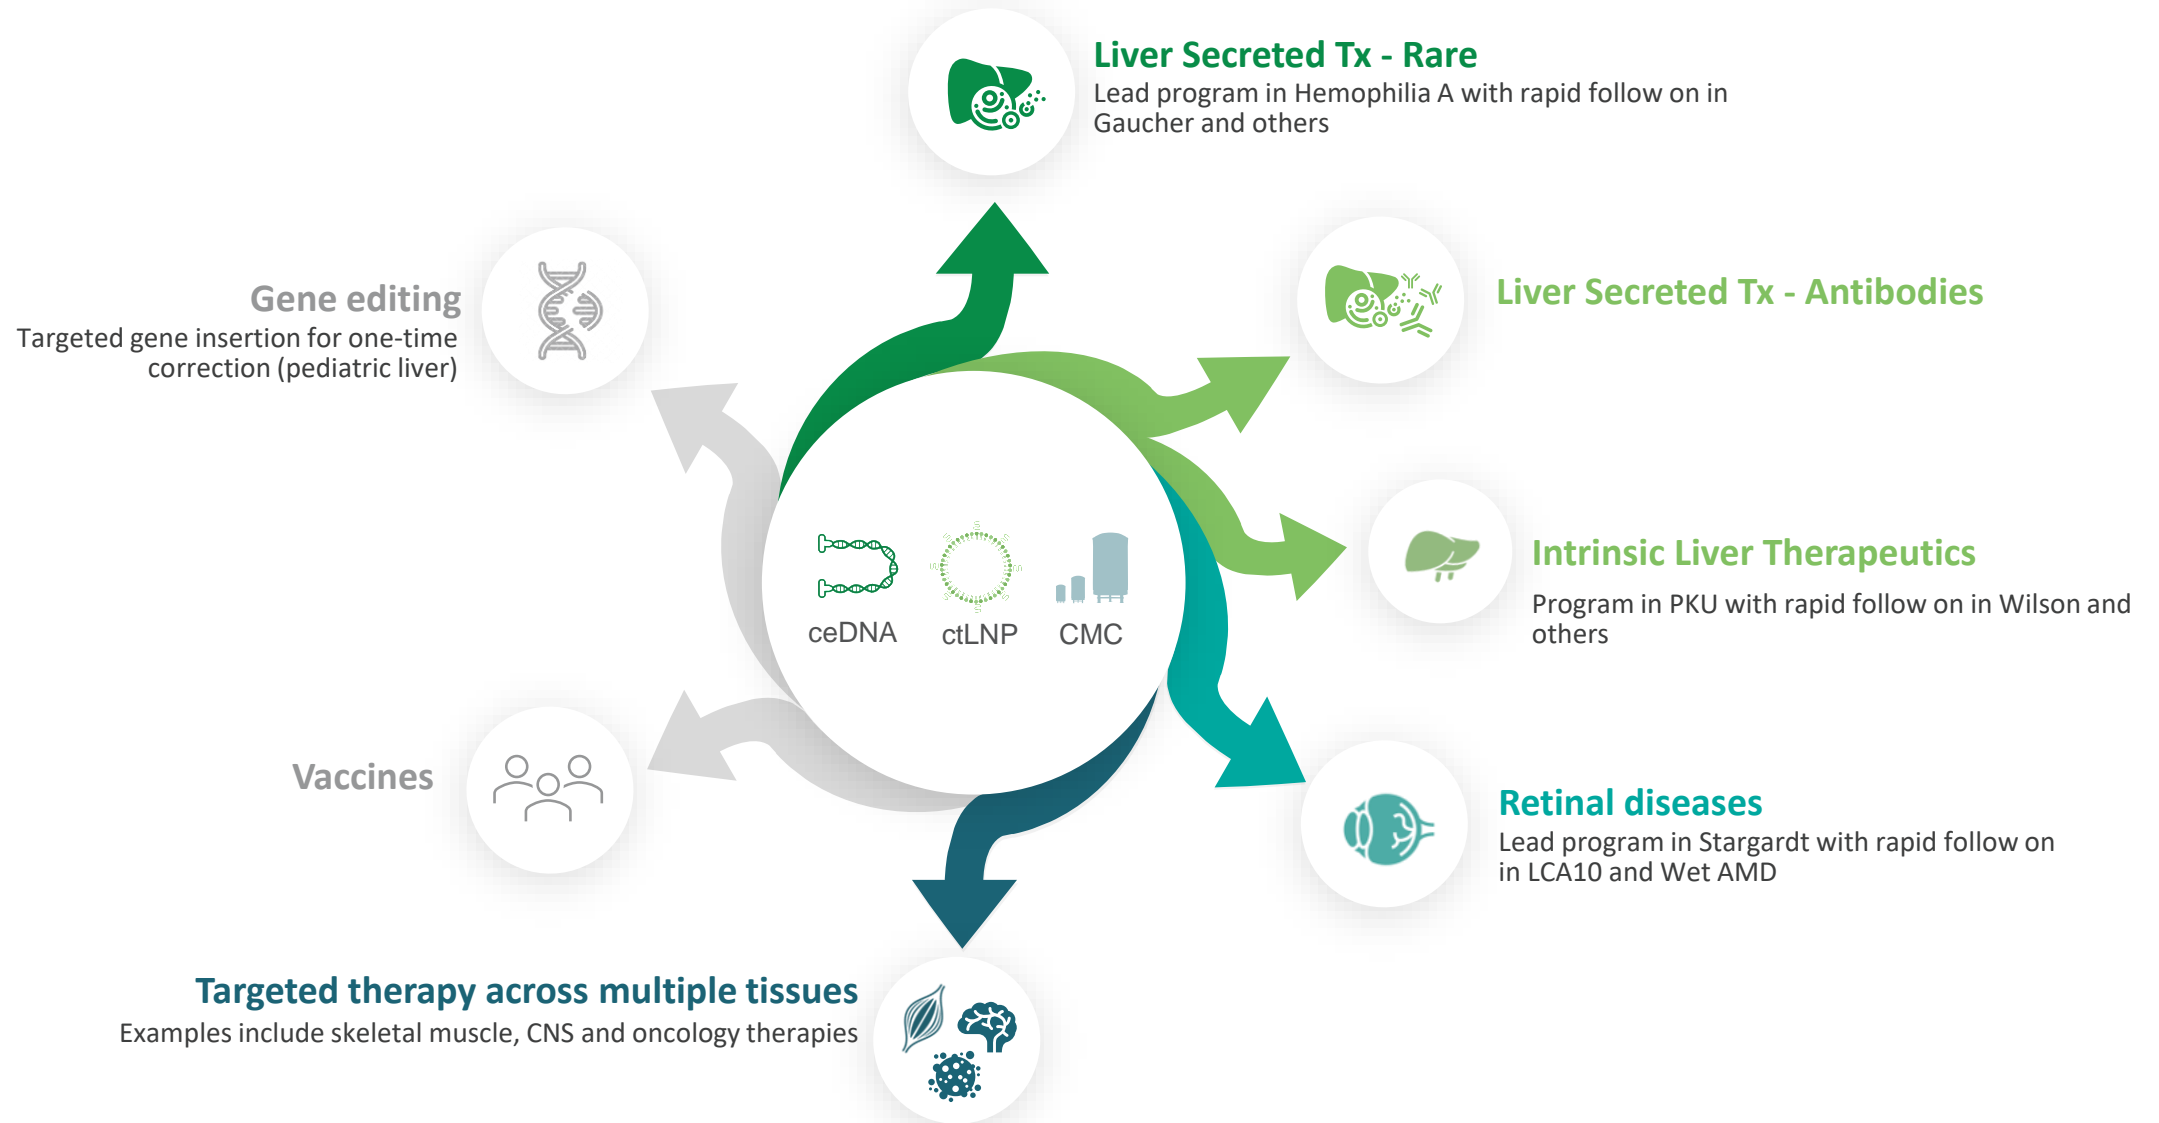 Liver Secreted Tx - Rare
Lead program in Hemophilia A with rapid follow on in
Gaucher and others
Liver Secreted Tx - Antibodies
Intrinsic Liver Therapeutics
Program in PKU with rapid follow on in Wilson and
others
Retinal diseases
Lead program in Stargardt with rapid follow on
in LCA10 and Wet AMD
Targeted therapy across multiple tissues
Examples include skeletal muscle, CNS and oncology therapies
Vaccines
Gene editing
Targeted gene insertion for one-time
correction (pediatric liver)
ceDNA
ctLNP
CMC